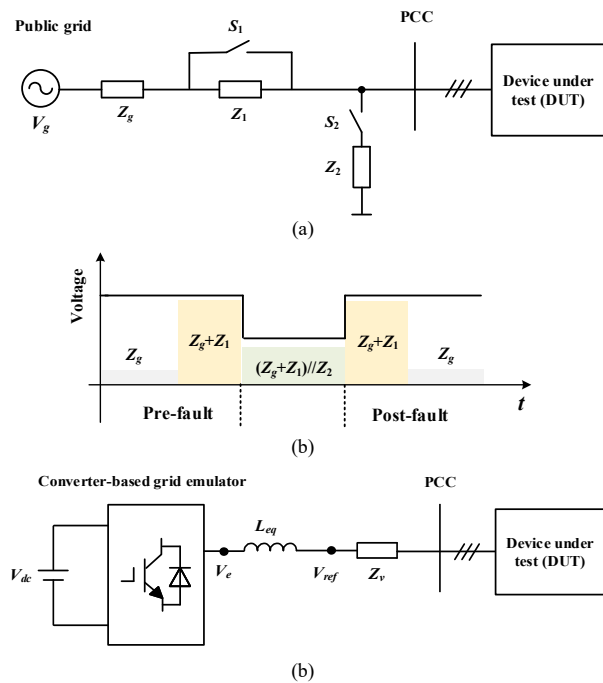 Public grid
S1
PCC
Device under
test (DUT)
Vg
Zg
Z1
S2
Z2
(a)
Voltage
Zg
Zg+Z1
(Zg+Z1)//Z2
Zg+Z1
Zg
Pre-fault
Post-fault
t
(b)
Converter-based grid emulator
PCC
Leq
Device under
test (DUT)
Vdc
Ve
Vref
Zv
(b)